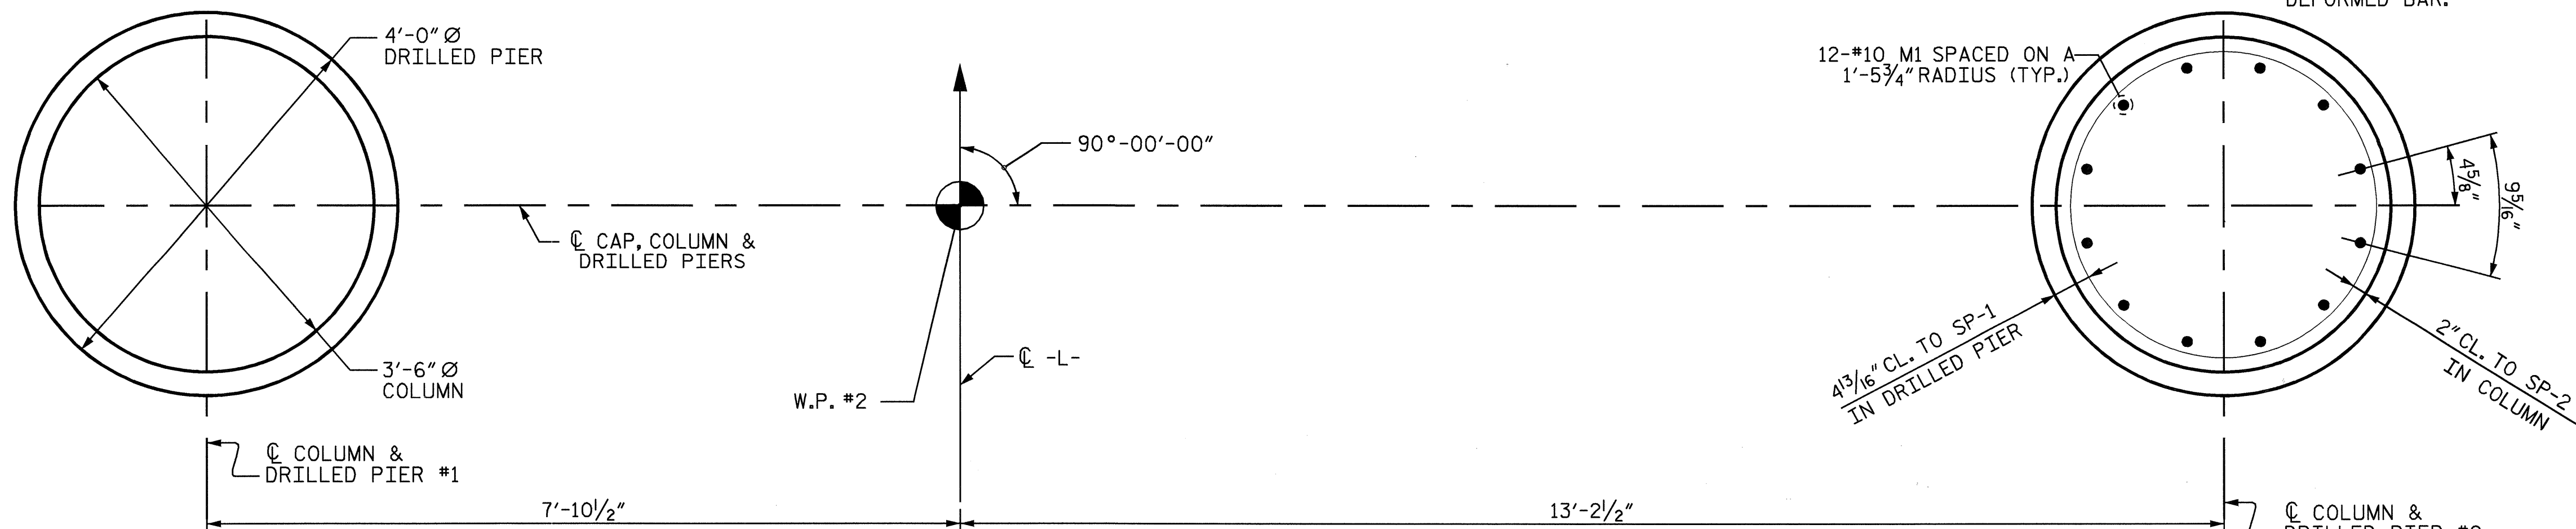 DEFORMED BAR.
4'-0" Ø
DRILLED PIER
12-#10 M1 SPACED ON A
1'-5¾" RADIUS (TYP.)
90°-00'-00"
4⅝"
9⁵⁄₁₆"
℄ CAP, COLUMN &
DRILLED PIERS
3'-6" Ø
COLUMN
℄ -L-
W.P. #2
4¹³⁄₁₆" CL. TO SP-1
IN DRILLED PIER
2" CL. TO SP-2
IN COLUMN
℄ COLUMN &
DRILLED PIER #1
7'-10½"
13'-2½"
℄ COLUMN &
DRILLED PIER